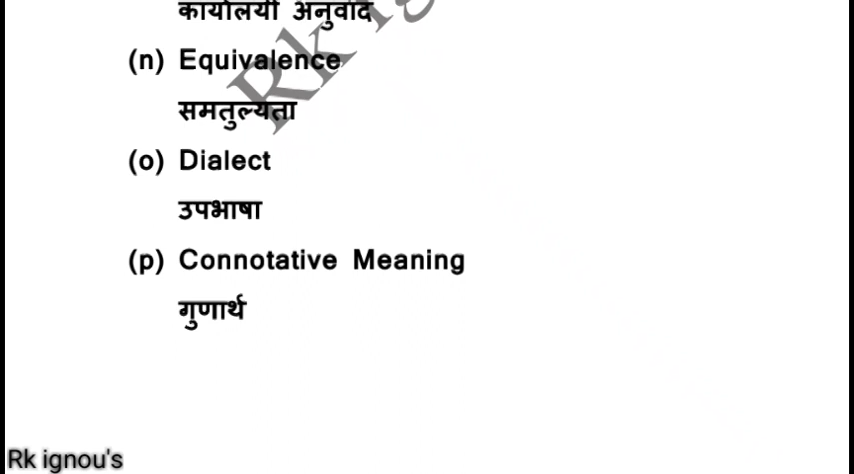 कार्यालयी अनुवाद
(n) Equivalence
समतुल्यता
(o) Dialect
उपभाषा
(p) Connotative Meaning
गुणार्थ
Rk ignou's